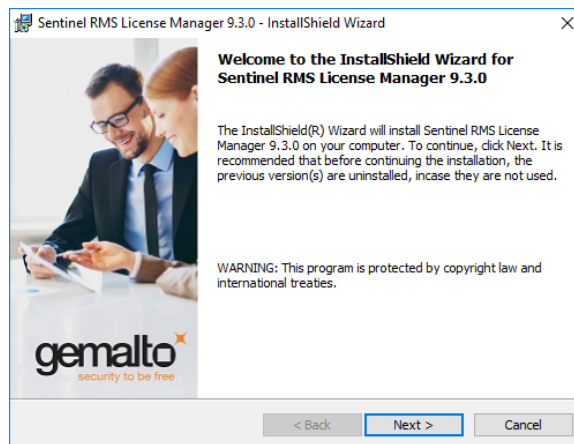 Sentinel RMS License Manager 9.3.0 - InstallShield Wizard
Welcome to the InstallShield Wizard for
Sentinel RMS License Manager 9.3.0
The InstallShield(R) Wizard will install Sentinel RMS License
Manager 9.3.0 on your computer. To continue, click Next. It is
recommended that before continuing the installation, the
previous version(s) are uninstalled, incase they are not used.
WARNING: This program is protected by copyright law and
international treaties.
gemalto
security to be free
< Back
Next >
Cancel